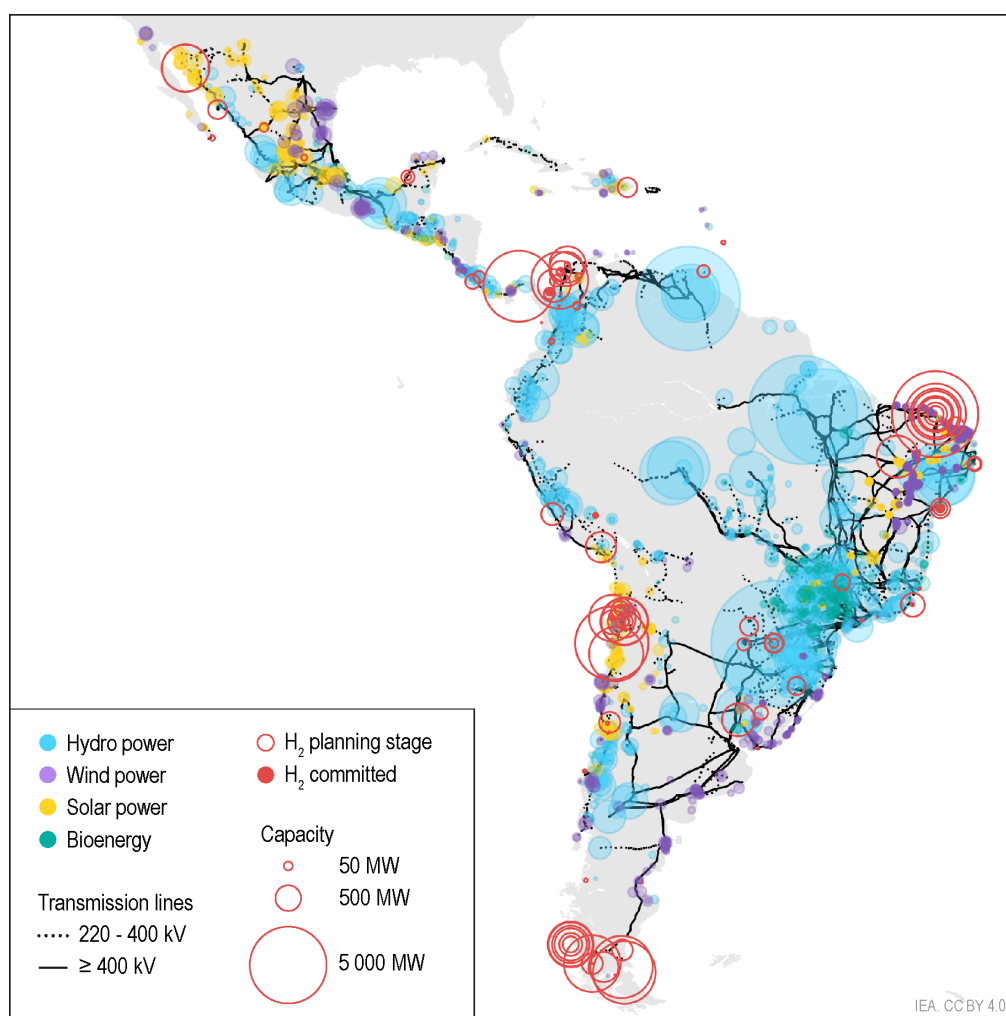 Hydro power
Wind power
Solar power
Bioenergy
Transmission lines
220 - 400 kV
≥ 400 kV
H₂ planning stage
H₂ committed
Capacity
50 MW
500 MW
5 000 MW
IEA. CC BY 4.0